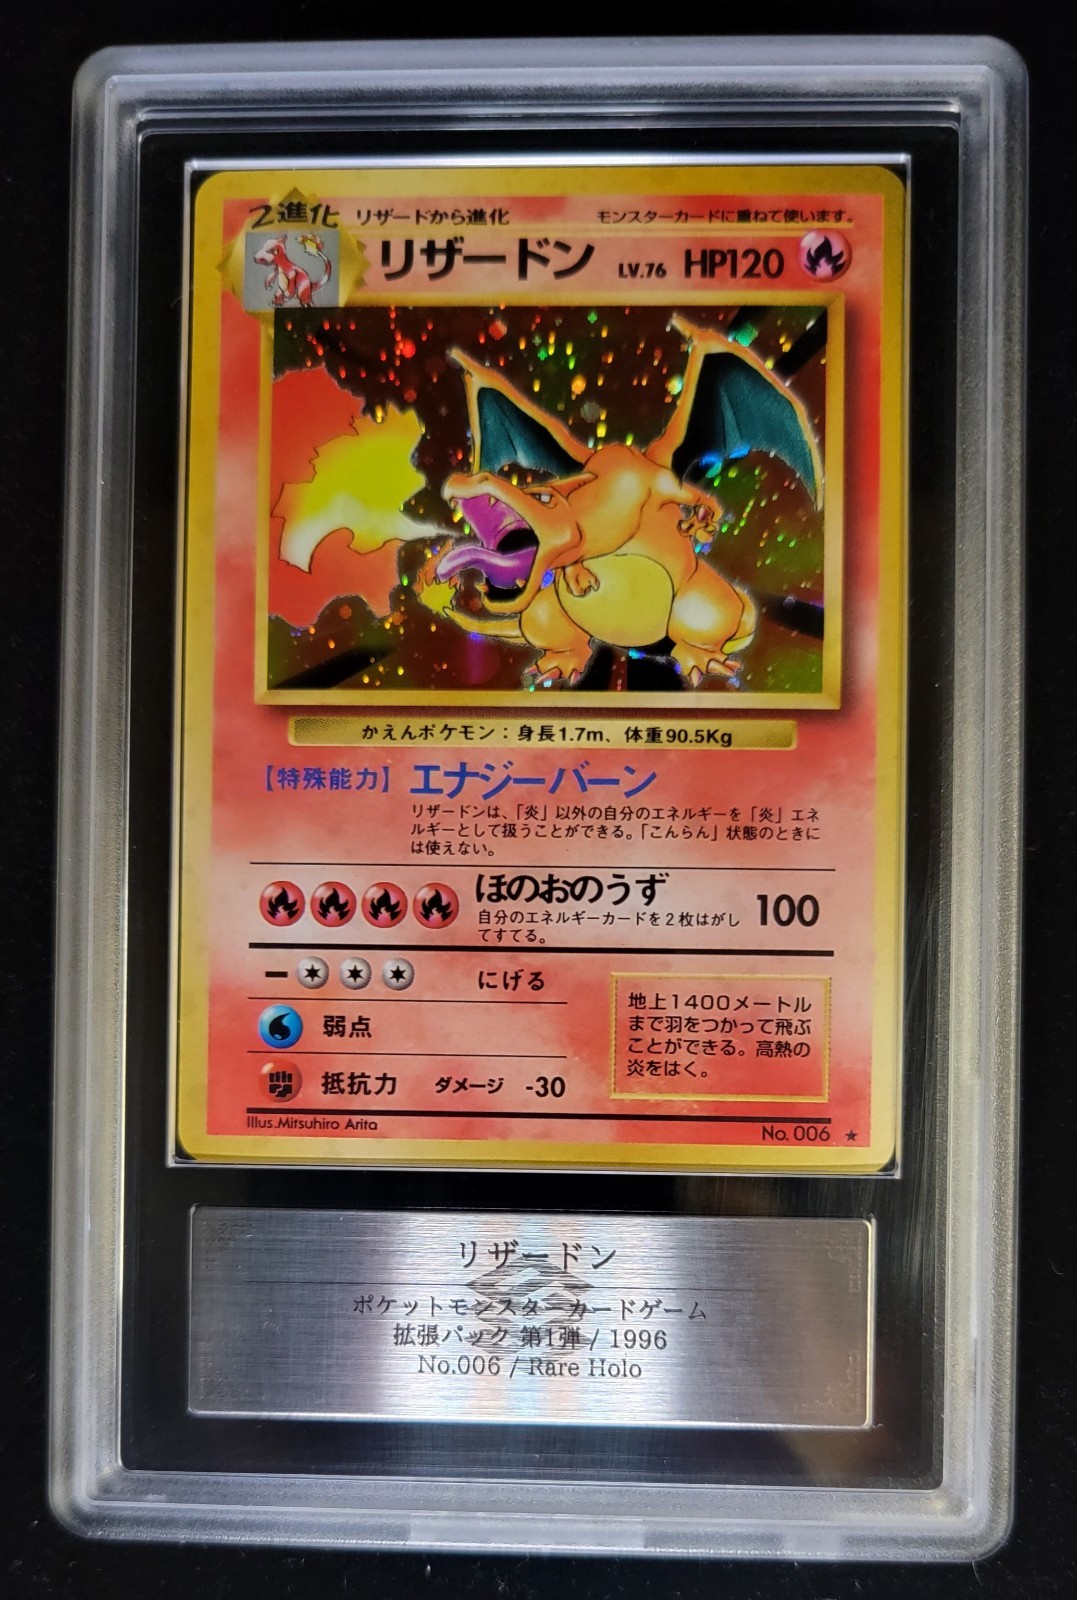 2進化 リザードから進化 モンスターカードに重ねて使います。
リザードン LV.76 HP120
かえんポケモン：身長1.7m、体重90.5Kg
【特殊能力】 エナジーバーン
リザードンは、「炎」以外の自分のエネルギーを「炎」エネ
ルギーとして扱うことができる。「こんらん」状態のときに
は使えない。
ほのおのうず 100
自分のエネルギーカードを2枚はがし
てすてる。
にげる
弱点
抵抗力 ダメージ -30
地上1400メートル
まで羽をつかって飛ぶ
ことができる。高熱の
炎をはく。
Illus.Mitsuhiro Arita
No. 006 ★
リザードン
ポケットモンスターカードゲーム
拡張パック 第1弾 / 1996
No.006 / Rare Holo